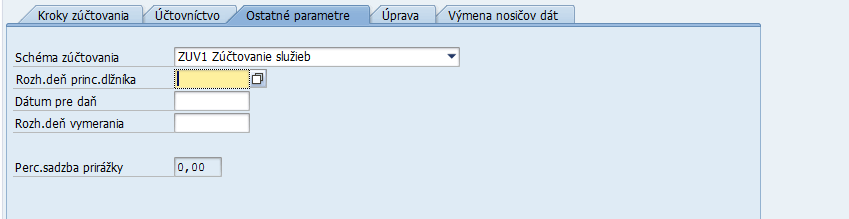 Kroky zúčtovania Účtovníctvo Ostatné parametre Úprava Výmena nosičov dát
Schéma zúčtovania ZUV1 Zúčtovanie služieb
Rozh.deň princ.dlžníka
Dátum pre daň
Rozh.deň vymerania
Perc.sadzba prirážky 0,00